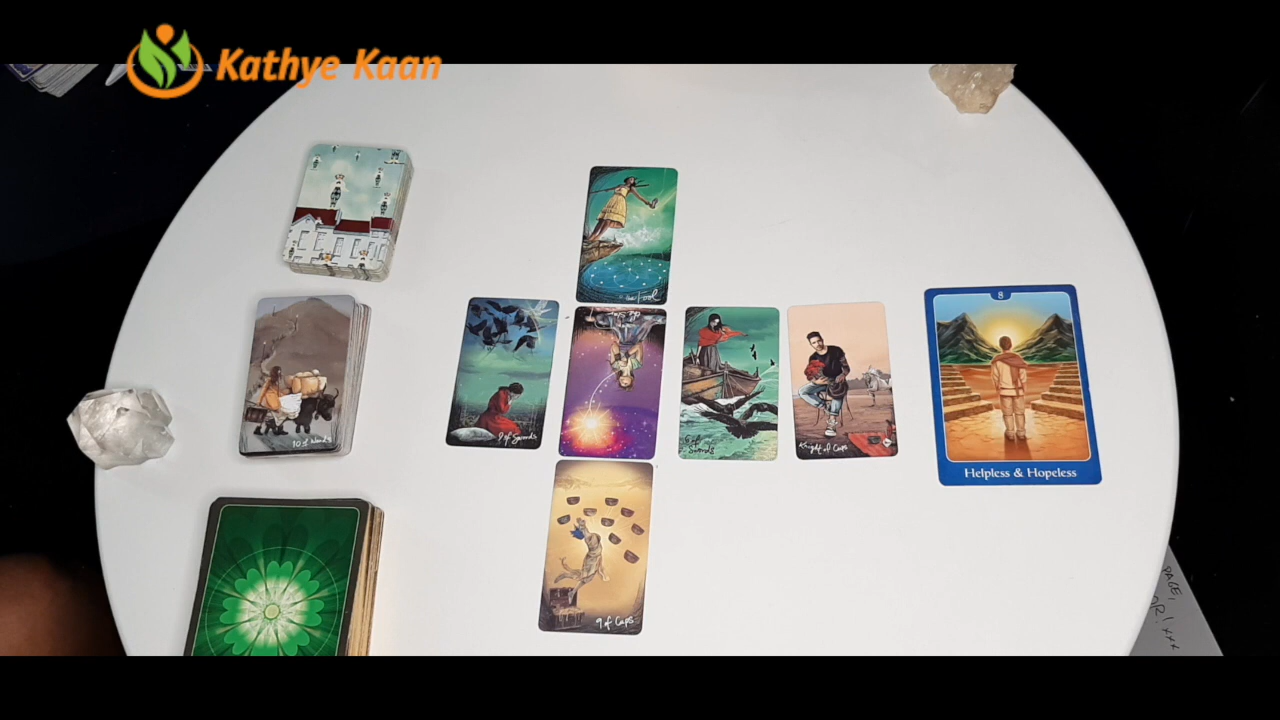 Kathye Kaan
The Fool
10 of Wands
9 of Swords
6 of
Swords
Knight of Cups
8
Helpless & Hopeless
9 of Cups
PAGE,